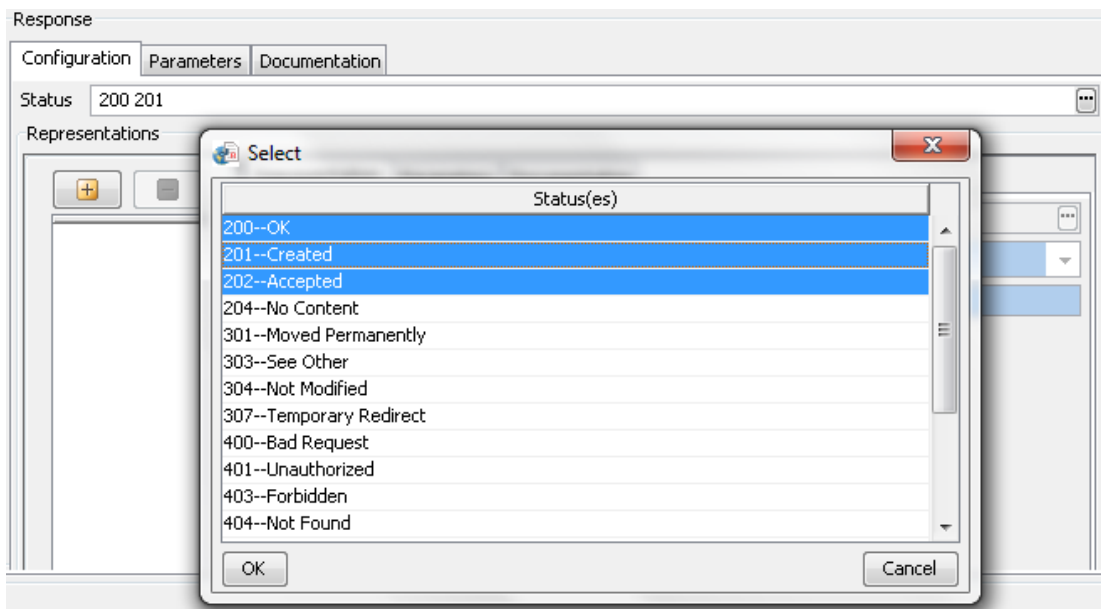 Response
Configuration Parameters Documentation
Status 200 201
Representations
Select
Status(es)
200--OK
201--Created
202--Accepted
204--No Content
301--Moved Permanently
303--See Other
304--Not Modified
307--Temporary Redirect
400--Bad Request
401--Unauthorized
403--Forbidden
404--Not Found
OK Cancel